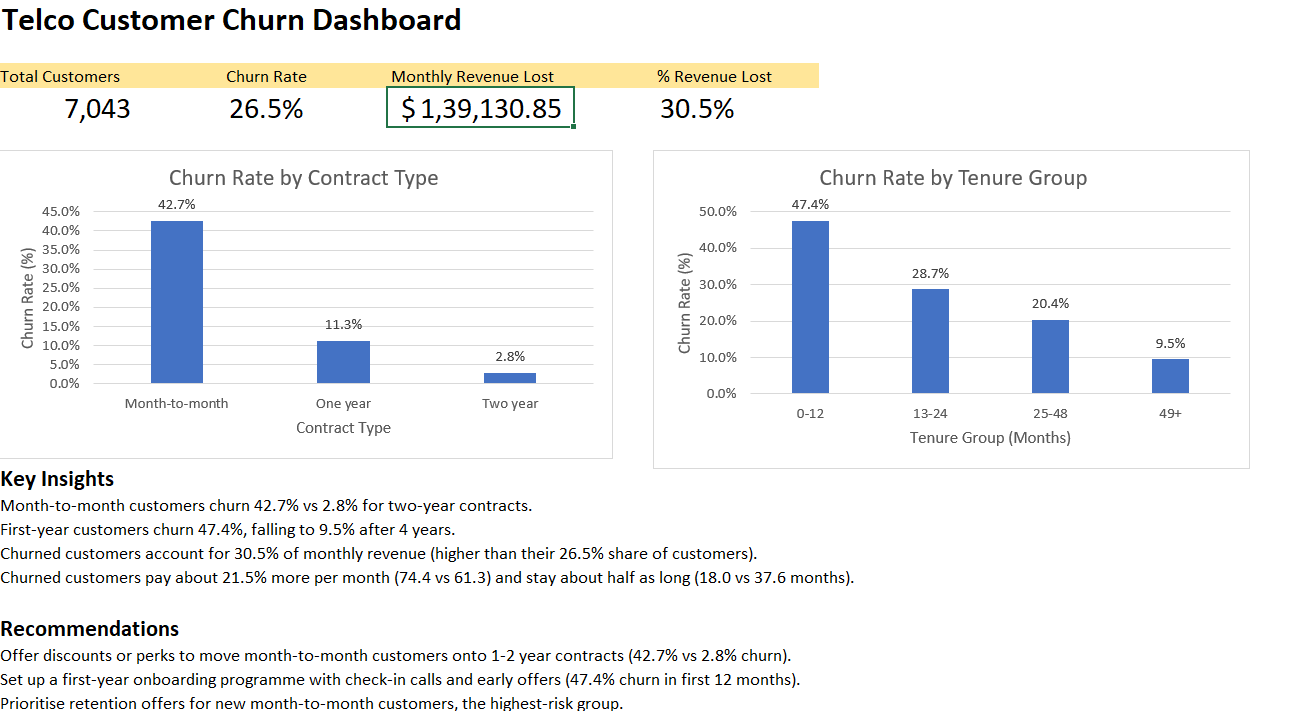 Telco Customer Churn Dashboard
Total Customers Churn Rate Monthly Revenue Lost % Revenue Lost
7,043 26.5% $ 1,39,130.85 30.5%
Churn Rate by Contract Type
42.7%
45.0%
40.0%
35.0%
30.0%
25.0%
20.0%
15.0%
10.0%
5.0%
0.0%
11.3%
2.8%
Churn Rate (%)
Month-to-month One year Two year
Contract Type
Churn Rate by Tenure Group
47.4%
50.0%
40.0%
30.0%
20.0%
10.0%
0.0%
28.7%
20.4%
9.5%
Churn Rate (%)
0-12 13-24 25-48 49+
Tenure Group (Months)
Key Insights
Month-to-month customers churn 42.7% vs 2.8% for two-year contracts.
First-year customers churn 47.4%, falling to 9.5% after 4 years.
Churned customers account for 30.5% of monthly revenue (higher than their 26.5% share of customers).
Churned customers pay about 21.5% more per month (74.4 vs 61.3) and stay about half as long (18.0 vs 37.6 months).
Recommendations
Offer discounts or perks to move month-to-month customers onto 1-2 year contracts (42.7% vs 2.8% churn).
Set up a first-year onboarding programme with check-in calls and early offers (47.4% churn in first 12 months).
Prioritise retention offers for new month-to-month customers, the highest-risk group.